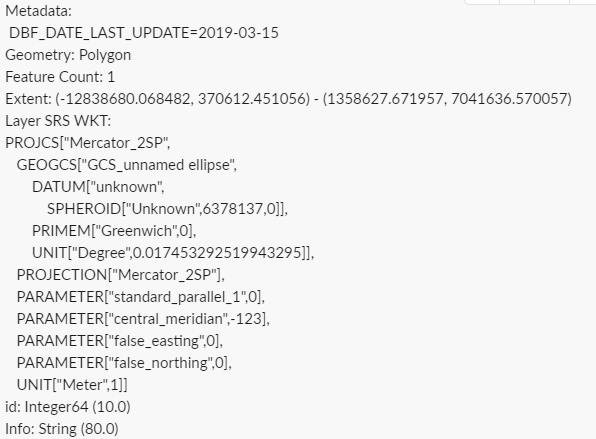 Metadata:
DBF_DATE_LAST_UPDATE=2019-03-15
Geometry: Polygon
Feature Count: 1
Extent: (-12838680.068482, 370612.451056) - (1358627.671957, 7041636.570057)
Layer SRS WKT:
PROJCS["Mercator_2SP",
GEOGCS["GCS_unnamed ellipse",
DATUM["unknown",
SPHEROID["Unknown",6378137,0]],
PRIMEM["Greenwich",0],
UNIT["Degree",0.017453292519943295]],
PROJECTION["Mercator_2SP"],
PARAMETER["standard_parallel_1",0],
PARAMETER["central_meridian",-123],
PARAMETER["false_easting",0],
PARAMETER["false_northing",0],
UNIT["Meter",1]]
id: Integer64 (10.0)
Info: String (80.0)